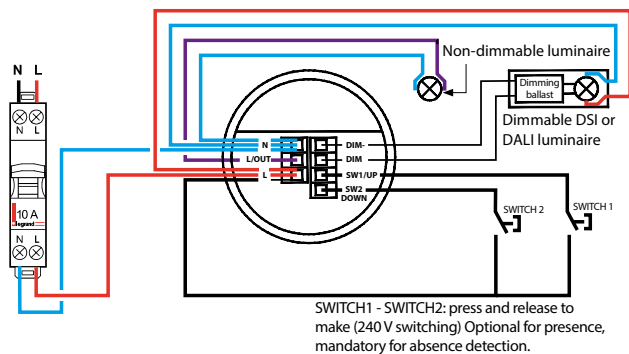 Non-dimmable luminaire
N L
Dimming
ballast
N L
Dimmable DSI or
DALI luminaire
N
DIM-
L/OUT
DIM
L
SW1/UP
SW2
DOWN
10 A
legrand
N L
SWITCH 2
SWITCH 1
SWITCH1 - SWITCH2: press and release to
make (240 V switching) Optional for presence,
mandatory for absence detection.